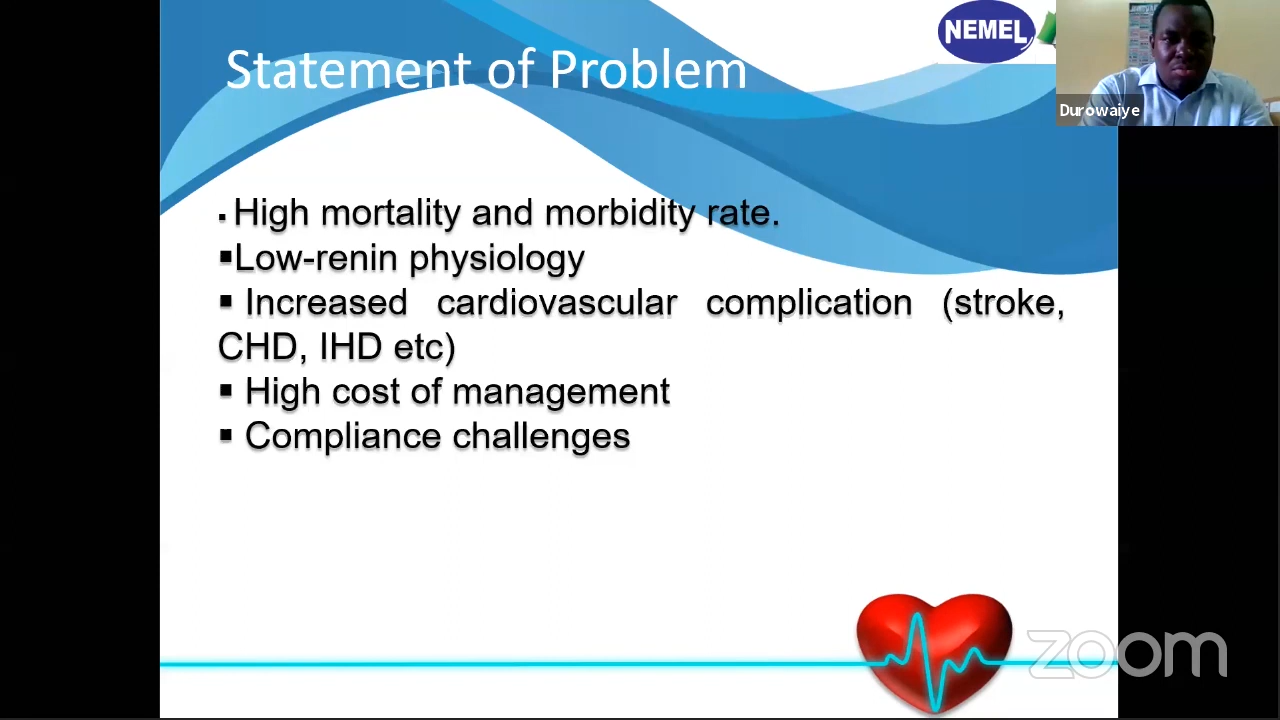 NEMEL
Statement of Problem
Durowaiye
▪ High mortality and morbidity rate.
▪Low-renin physiology
▪ Increased cardiovascular complication (stroke,
CHD, IHD etc)
▪ High cost of management
▪ Compliance challenges
zoom